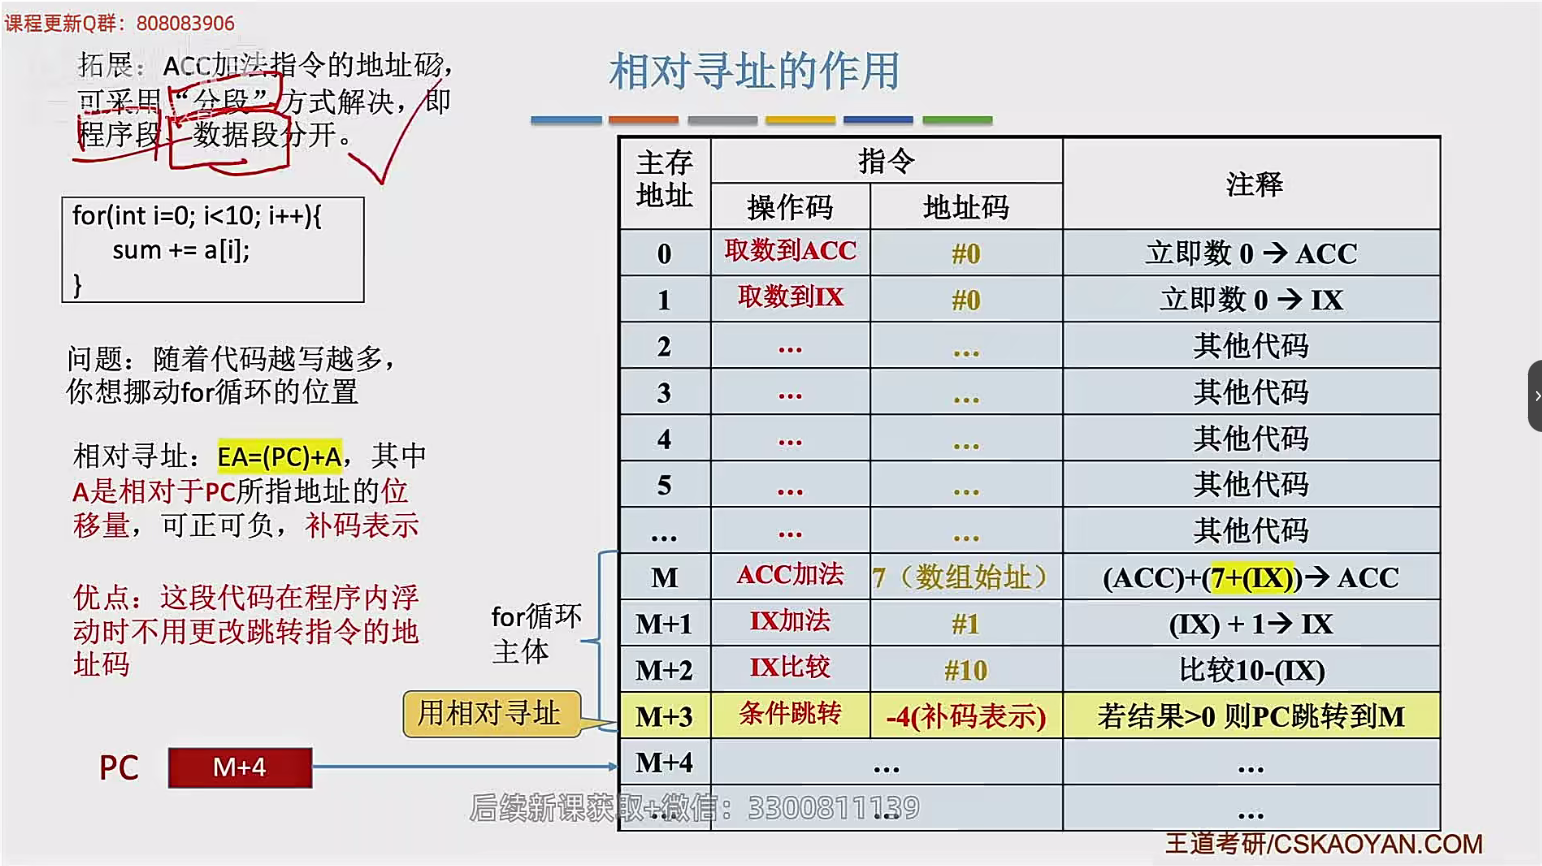 课程更新Q群：808083906
拓展：ACC加法指令的地址码，
可采用“分段”方式解决，即
程序段、数据段分开。
for(int i=0; i<10; i++){
sum += a[i];
}
问题：随着代码越写越多，
你想挪动for循环的位置
相对寻址：EA=(PC)+A，其中
A是相对于PC所指地址的位
移量，可正可负，补码表示
优点：这段代码在程序内浮
动时不用更改跳转指令的地
址码
for循环
主体
用相对寻址
PC M+4
相对寻址的作用
主存地址 指令 注释
操作码 地址码
0 取数到ACC #0 立即数 0 → ACC
1 取数到IX #0 立即数 0 → IX
2 … … 其他代码
3 … … 其他代码
4 … … 其他代码
5 … … 其他代码
… … … 其他代码
M ACC加法 7（数组始址） (ACC)+(7+(IX))→ ACC
M+1 IX加法 #1 (IX) + 1→ IX
M+2 IX比较 #10 比较10-(IX)
M+3 条件跳转 -4(补码表示) 若结果>0 则PC跳转到M
M+4 … …
… … …
后续新课获取+微信：3300811139
王道考研/CSKAOYAN.COM